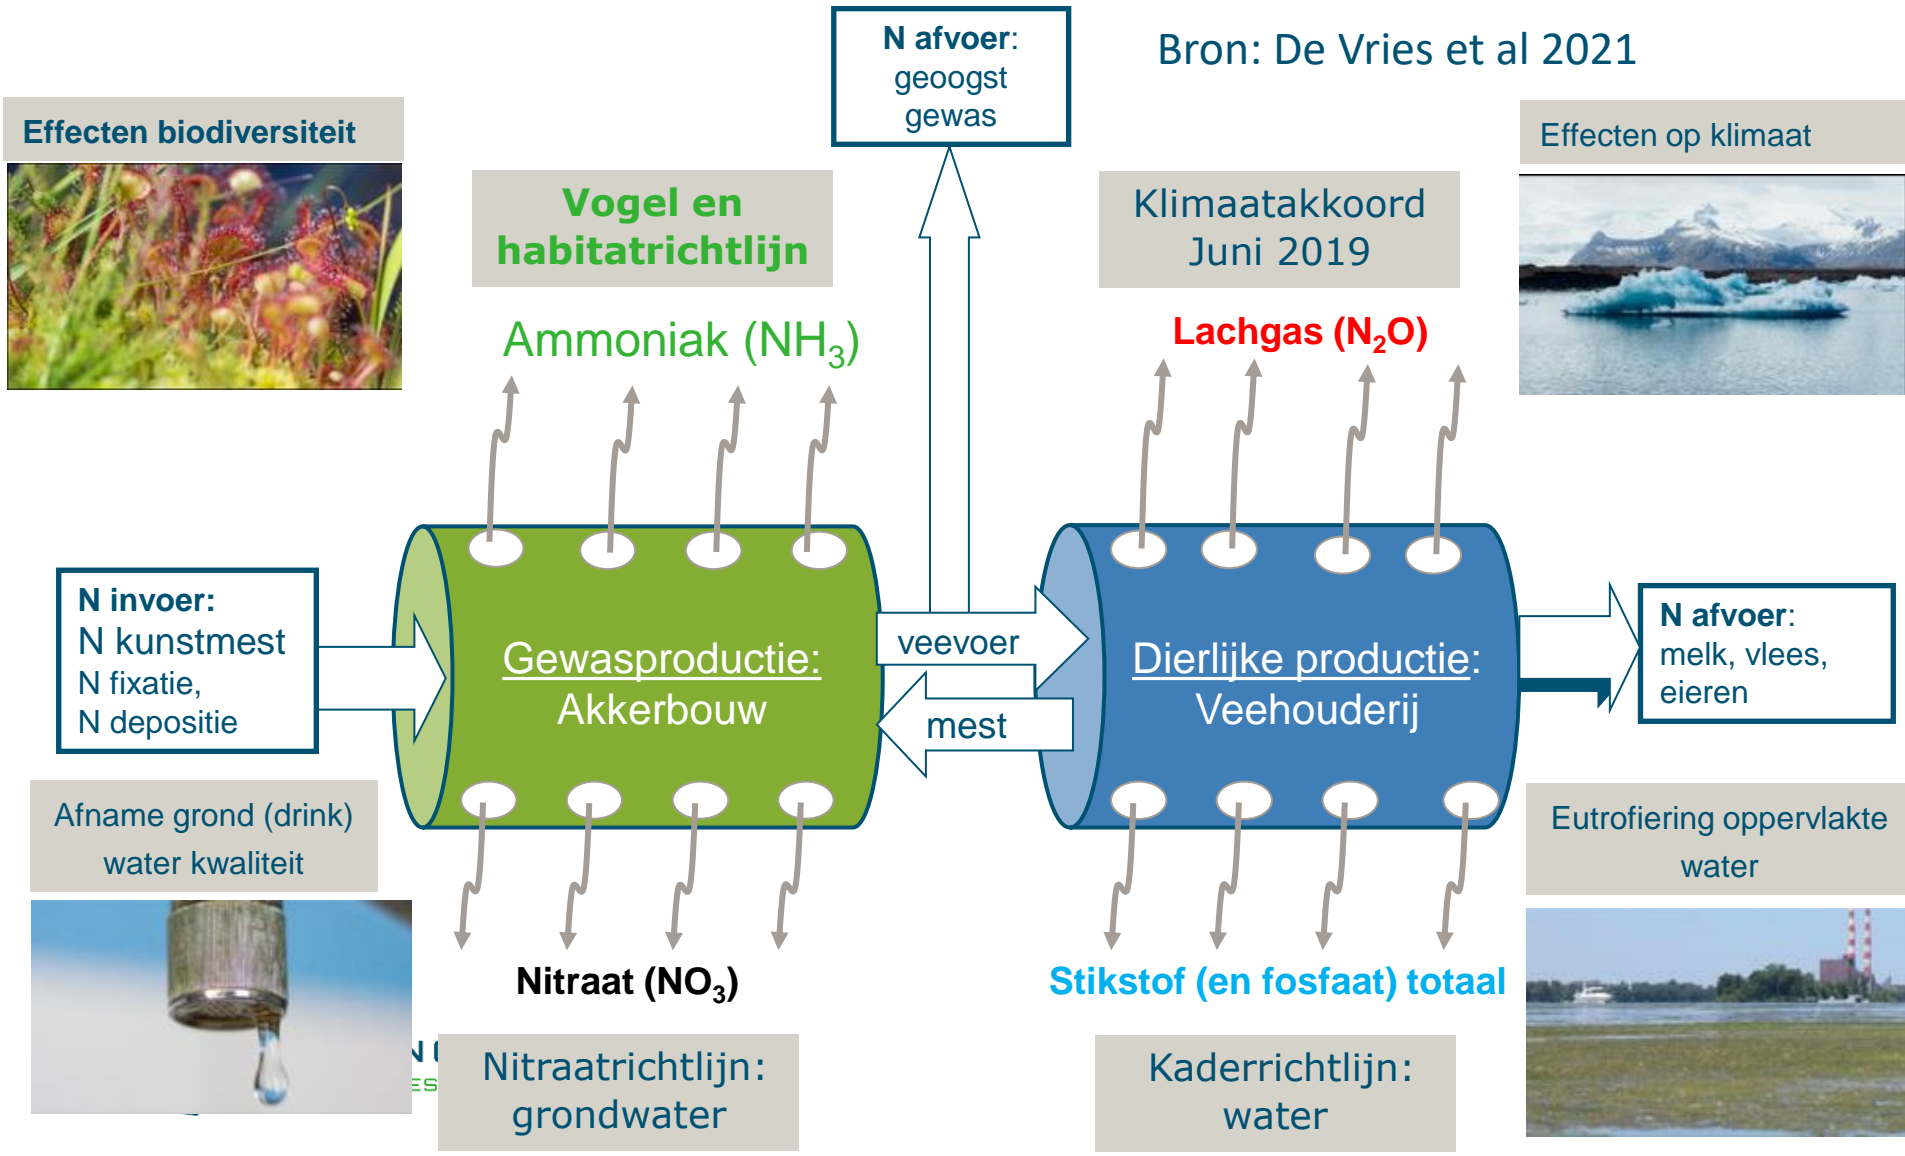 N afvoer:
geoogst
gewas
Bron: De Vries et al 2021
Effecten biodiversiteit
Effecten op klimaat
Vogel en
habitatrichtlijn
Klimaatakkoord
Juni 2019
Ammoniak (NH₃)
Lachgas (N₂O)
N invoer:
N kunstmest
N fixatie,
N depositie
Gewasproductie:
Akkerbouw
veevoer
mest
Dierlijke productie:
Veehouderij
N afvoer:
melk, vlees,
eieren
Afname grond (drink)
water kwaliteit
Eutrofiering oppervlakte
water
Nitraat (NO₃)
Stikstof (en fosfaat) totaal
Nitraatrichtlijn:
grondwater
Kaderrichtlijn:
water